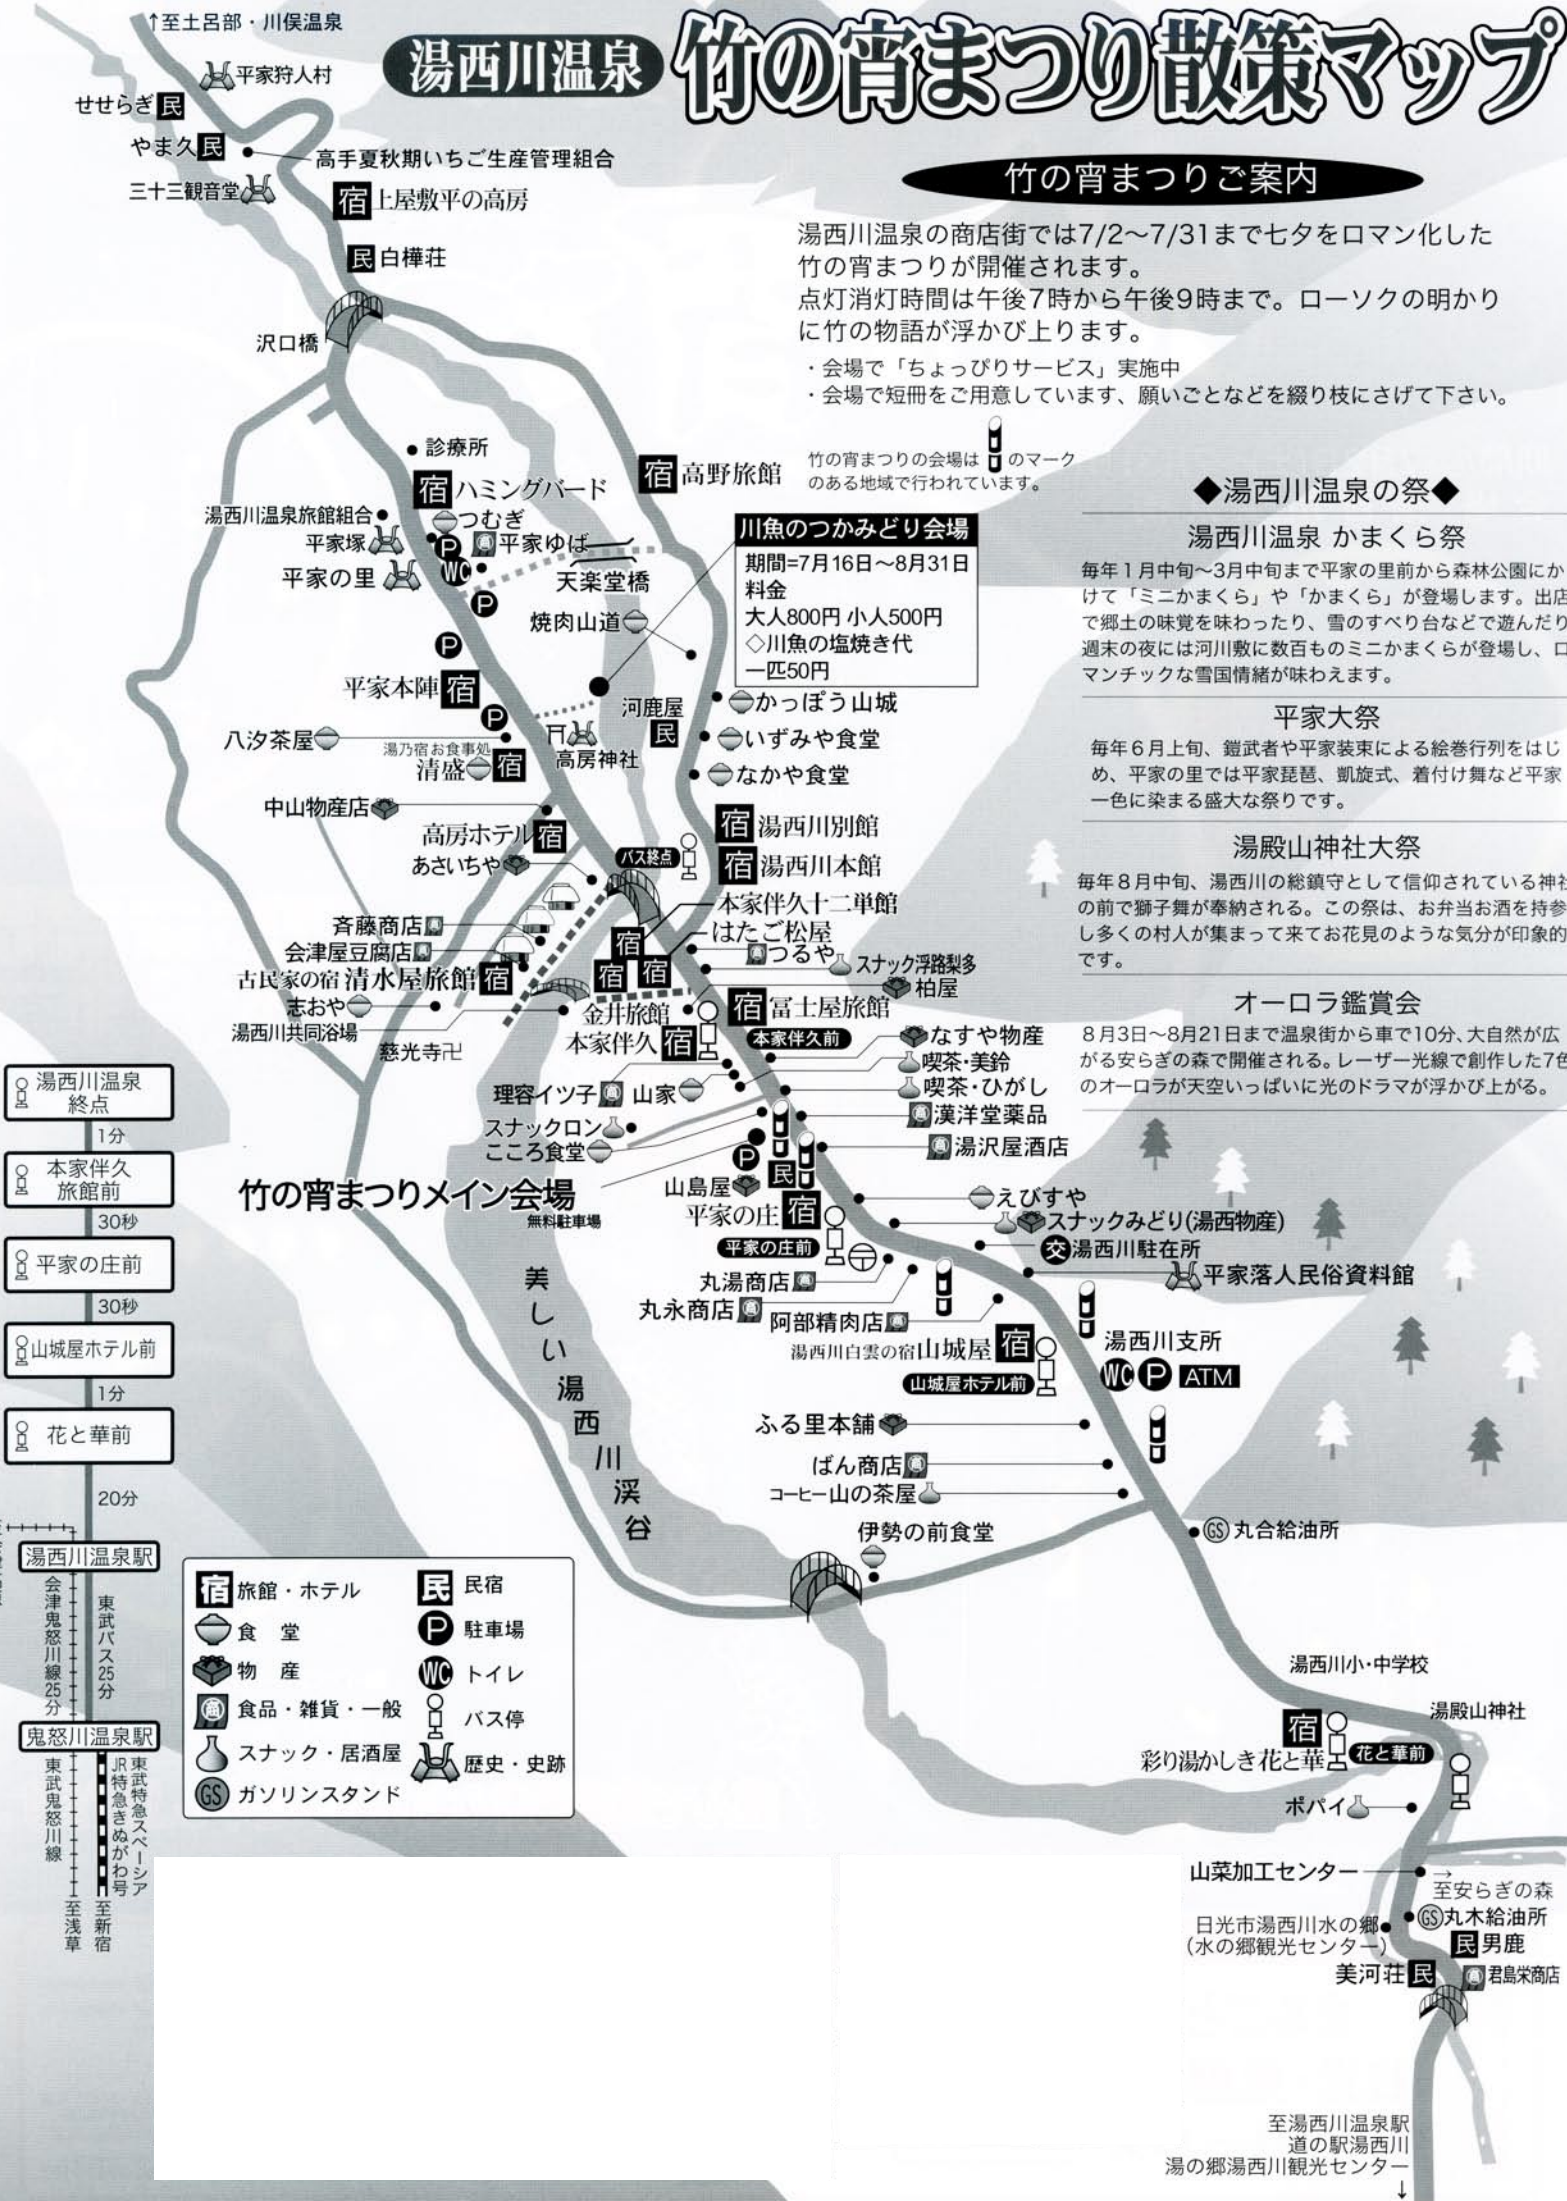 ↑至土呂部・川俣温泉
湯西川温泉 竹の宵まつり散策マップ
平家狩人村
せせらぎ 民
やま久 民
高手夏秋期いちご生産管理組合
三十三観音堂
宿 上屋敷平の高房
民 白樺荘
沢口橋
竹の宵まつりご案内
湯西川温泉の商店街では7/2〜7/31まで七夕をロマン化した
竹の宵まつりが開催されます。
点灯消灯時間は午後7時から午後9時まで。ローソクの明かり
に竹の物語が浮かび上ります。
・会場で「ちょっぴりサービス」実施中
・会場で短冊をご用意しています、願いごとなどを綴り枝にさげて下さい。
竹の宵まつりの会場は のマーク
のある地域で行われています。
◆湯西川温泉の祭◆
湯西川温泉 かまくら祭
毎年1月中旬〜3月中旬まで平家の里前から森林公園にか
けて「ミニかまくら」や「かまくら」が登場します。出店
で郷土の味覚を味わったり、雪のすべり台などで遊んだり
週末の夜には河川敷に数百ものミニかまくらが登場し、ロ
マンチックな雪国情緒が味わえます。
平家大祭
毎年6月上旬、鎧武者や平家装束による絵巻行列をはじ
め、平家の里では平家琵琶、凱旋式、着付け舞など平家
一色に染まる盛大な祭りです。
湯殿山神社大祭
毎年8月中旬、湯西川の総鎮守として信仰されている神社
の前で獅子舞が奉納される。この祭は、お弁当お酒を持参
し多くの村人が集まって来てお花見のような気分が印象的
です。
オーロラ鑑賞会
8月3日〜8月21日まで温泉街から車で10分、大自然が広
がる安らぎの森で開催される。レーザー光線で創作した7色
のオーロラが天空いっぱいに光のドラマが浮かび上がる。
診療所
宿 ハミングバード
宿 高野旅館
湯西川温泉旅館組合
つむぎ
平家塚
P 商 平家ゆば
平家の里
WC
天楽堂橋
P
焼肉山道
P
川魚のつかみどり会場
期間=7月16日〜8月31日
料金
大人800円 小人500円
◇川魚の塩焼き代
一匹50円
平家本陣 宿
P
河鹿屋
民
かっぽう山城
八汐茶屋
いずみや食堂
湯乃宿お食事処
清盛 宿
高房神社
なかや食堂
中山物産店
高房ホテル 宿
宿 湯西川別館
あさいちや
バス終点
宿 湯西川本館
本家伴久十二単館
斉藤商店 商
はたご松屋
会津屋豆腐店 商
宿
商 つるや
スナック浮路梨多
古民家の宿 清水屋旅館 宿
宿 宿
柏屋
志おや
金井旅館
宿 冨士屋旅館
湯西川共同浴場
本家伴久 宿
本家伴久前
なすや物産
慈光寺卍
喫茶・美鈴
理容イツ子 商
山家
喫茶・ひがし
スナックロン
商 漢洋堂薬品
こころ食堂
商 湯沢屋酒店
P
民
竹の宵まつりメイン会場
無料駐車場
山島屋
えびすや
平家の庄 宿
スナックみどり(湯西物産)
平家の庄前
交 湯西川駐在所
丸湯商店 商
平家落人民俗資料館
丸永商店 商
阿部精肉店 商
湯西川白雲の宿 山城屋 宿
山城屋ホテル前
湯西川支所
WC P ATM
ふる里本舗
ばん商店 商
コーヒー山の茶屋
伊勢の前食堂
GS 丸合給油所
美しい湯西川渓谷
湯西川小・中学校
湯殿山神社
宿
彩り湯かしき花と華
花と華前
ポパイ
山菜加工センター
→
至安らぎの森
日光市湯西川水の郷
(水の郷観光センター)
GS 丸木給油所
民 男鹿
美河荘 民
商 君島栄商店
至湯西川温泉駅
道の駅湯西川
湯の郷湯西川観光センター
↓
湯西川温泉
終点
1分
本家伴久
旅館前
30秒
平家の庄前
30秒
山城屋ホテル前
1分
花と華前
20分
湯西川温泉駅
会津鬼怒川線25分
東武バス25分
鬼怒川温泉駅
東武鬼怒川線
JR特急きぬがわ号
東武特急スペーシア
至浅草
至新宿
宿 旅館・ホテル
民 民宿
食 堂
P 駐車場
物 産
WC トイレ
商 食品・雑貨・一般
バス停
スナック・居酒屋
歴史・史跡
GS ガソリンスタンド